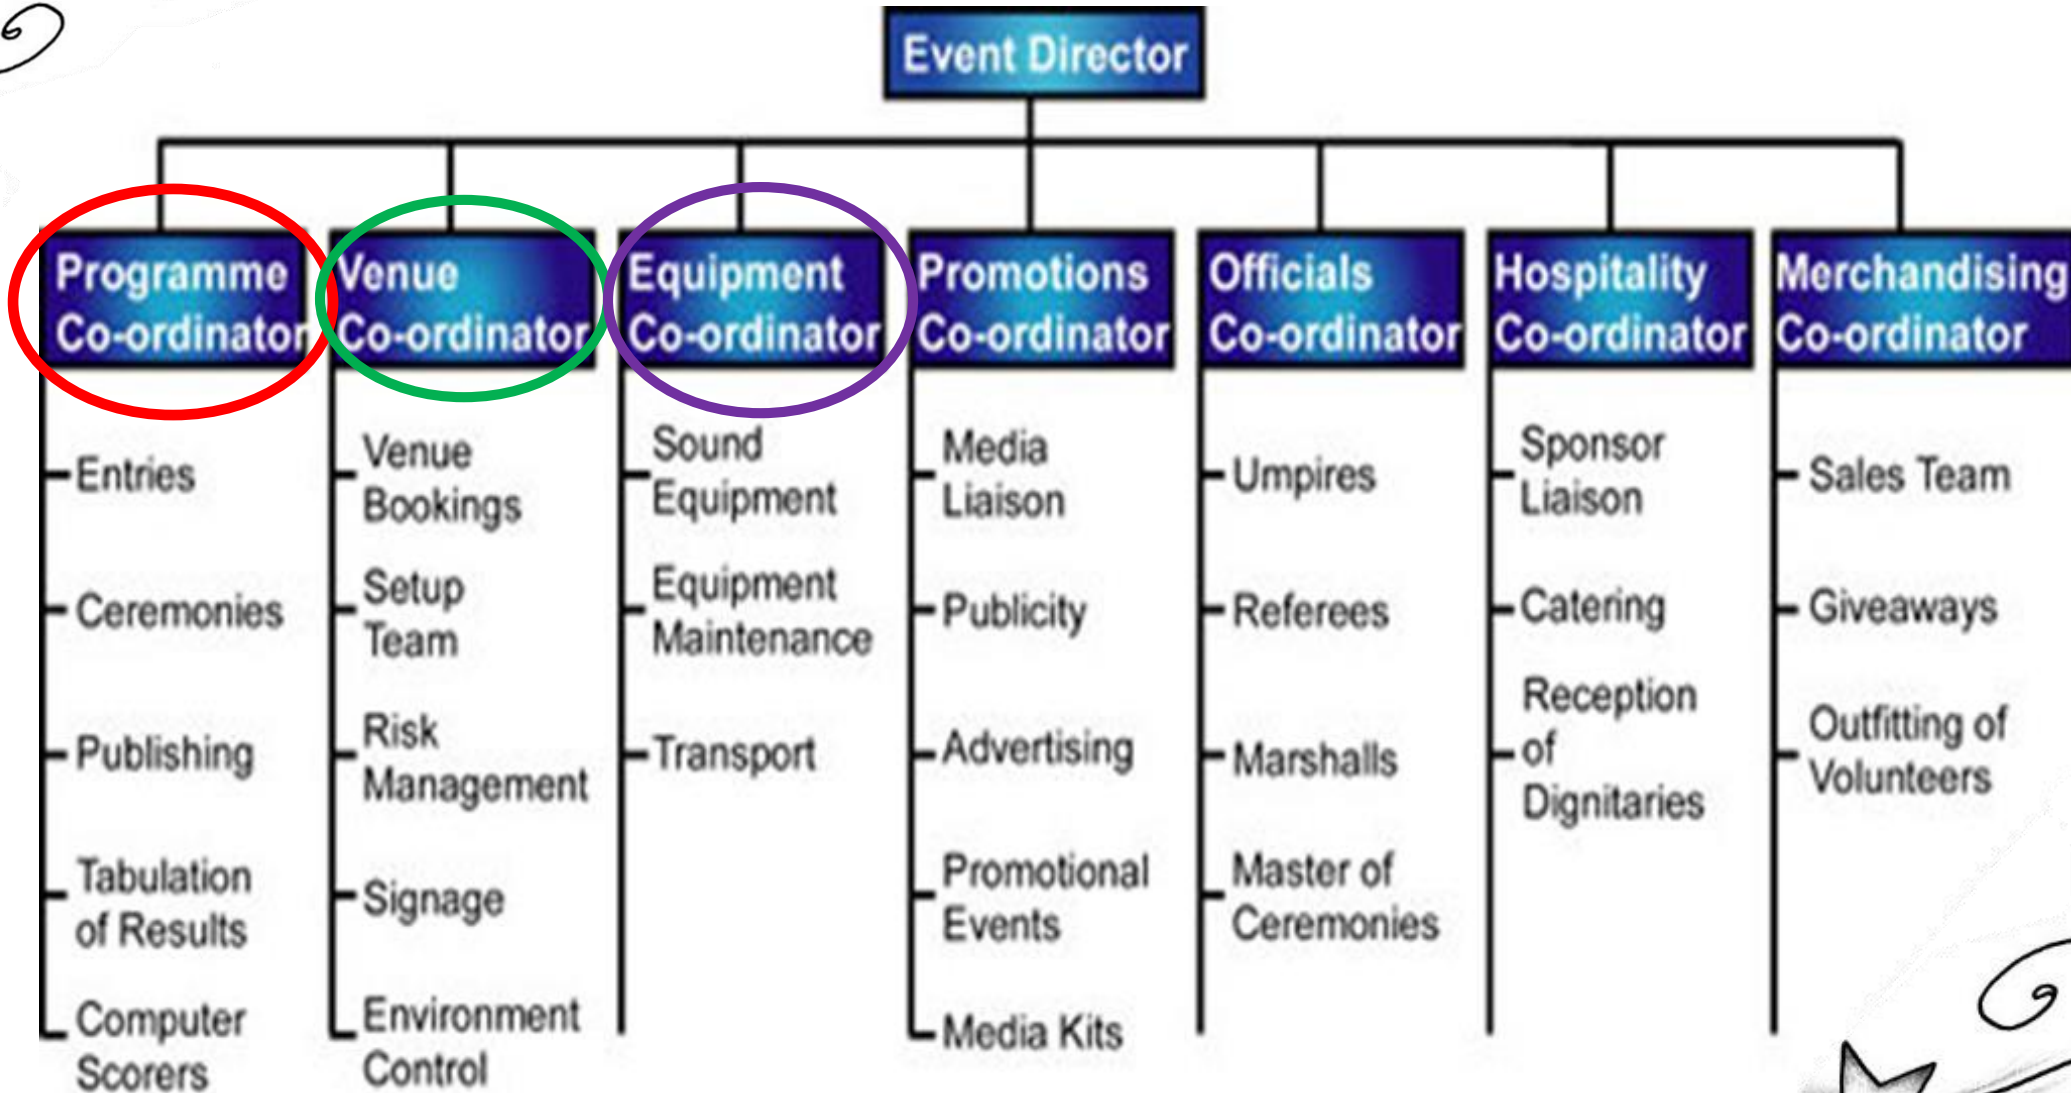 Event Director
Programme
Co-ordinator
Entries
Ceremonies
Publishing
Tabulation
of Results
Computer
Scorers
Venue
Co-ordinator
Venue
Bookings
Setup
Team
Risk
Management
Signage
Environment
Control
Equipment
Co-ordinator
Sound
Equipment
Equipment
Maintenance
Transport
Promotions
Co-ordinator
Media
Liaison
Publicity
Advertising
Promotional
Events
Media Kits
Officials
Co-ordinator
Umpires
Referees
Marshalls
Master of
Ceremonies
Hospitality
Co-ordinator
Sponsor
Liaison
Catering
Reception
of
Dignitaries
Merchandising
Co-ordinator
Sales Team
Giveaways
Outfitting of
Volunteers